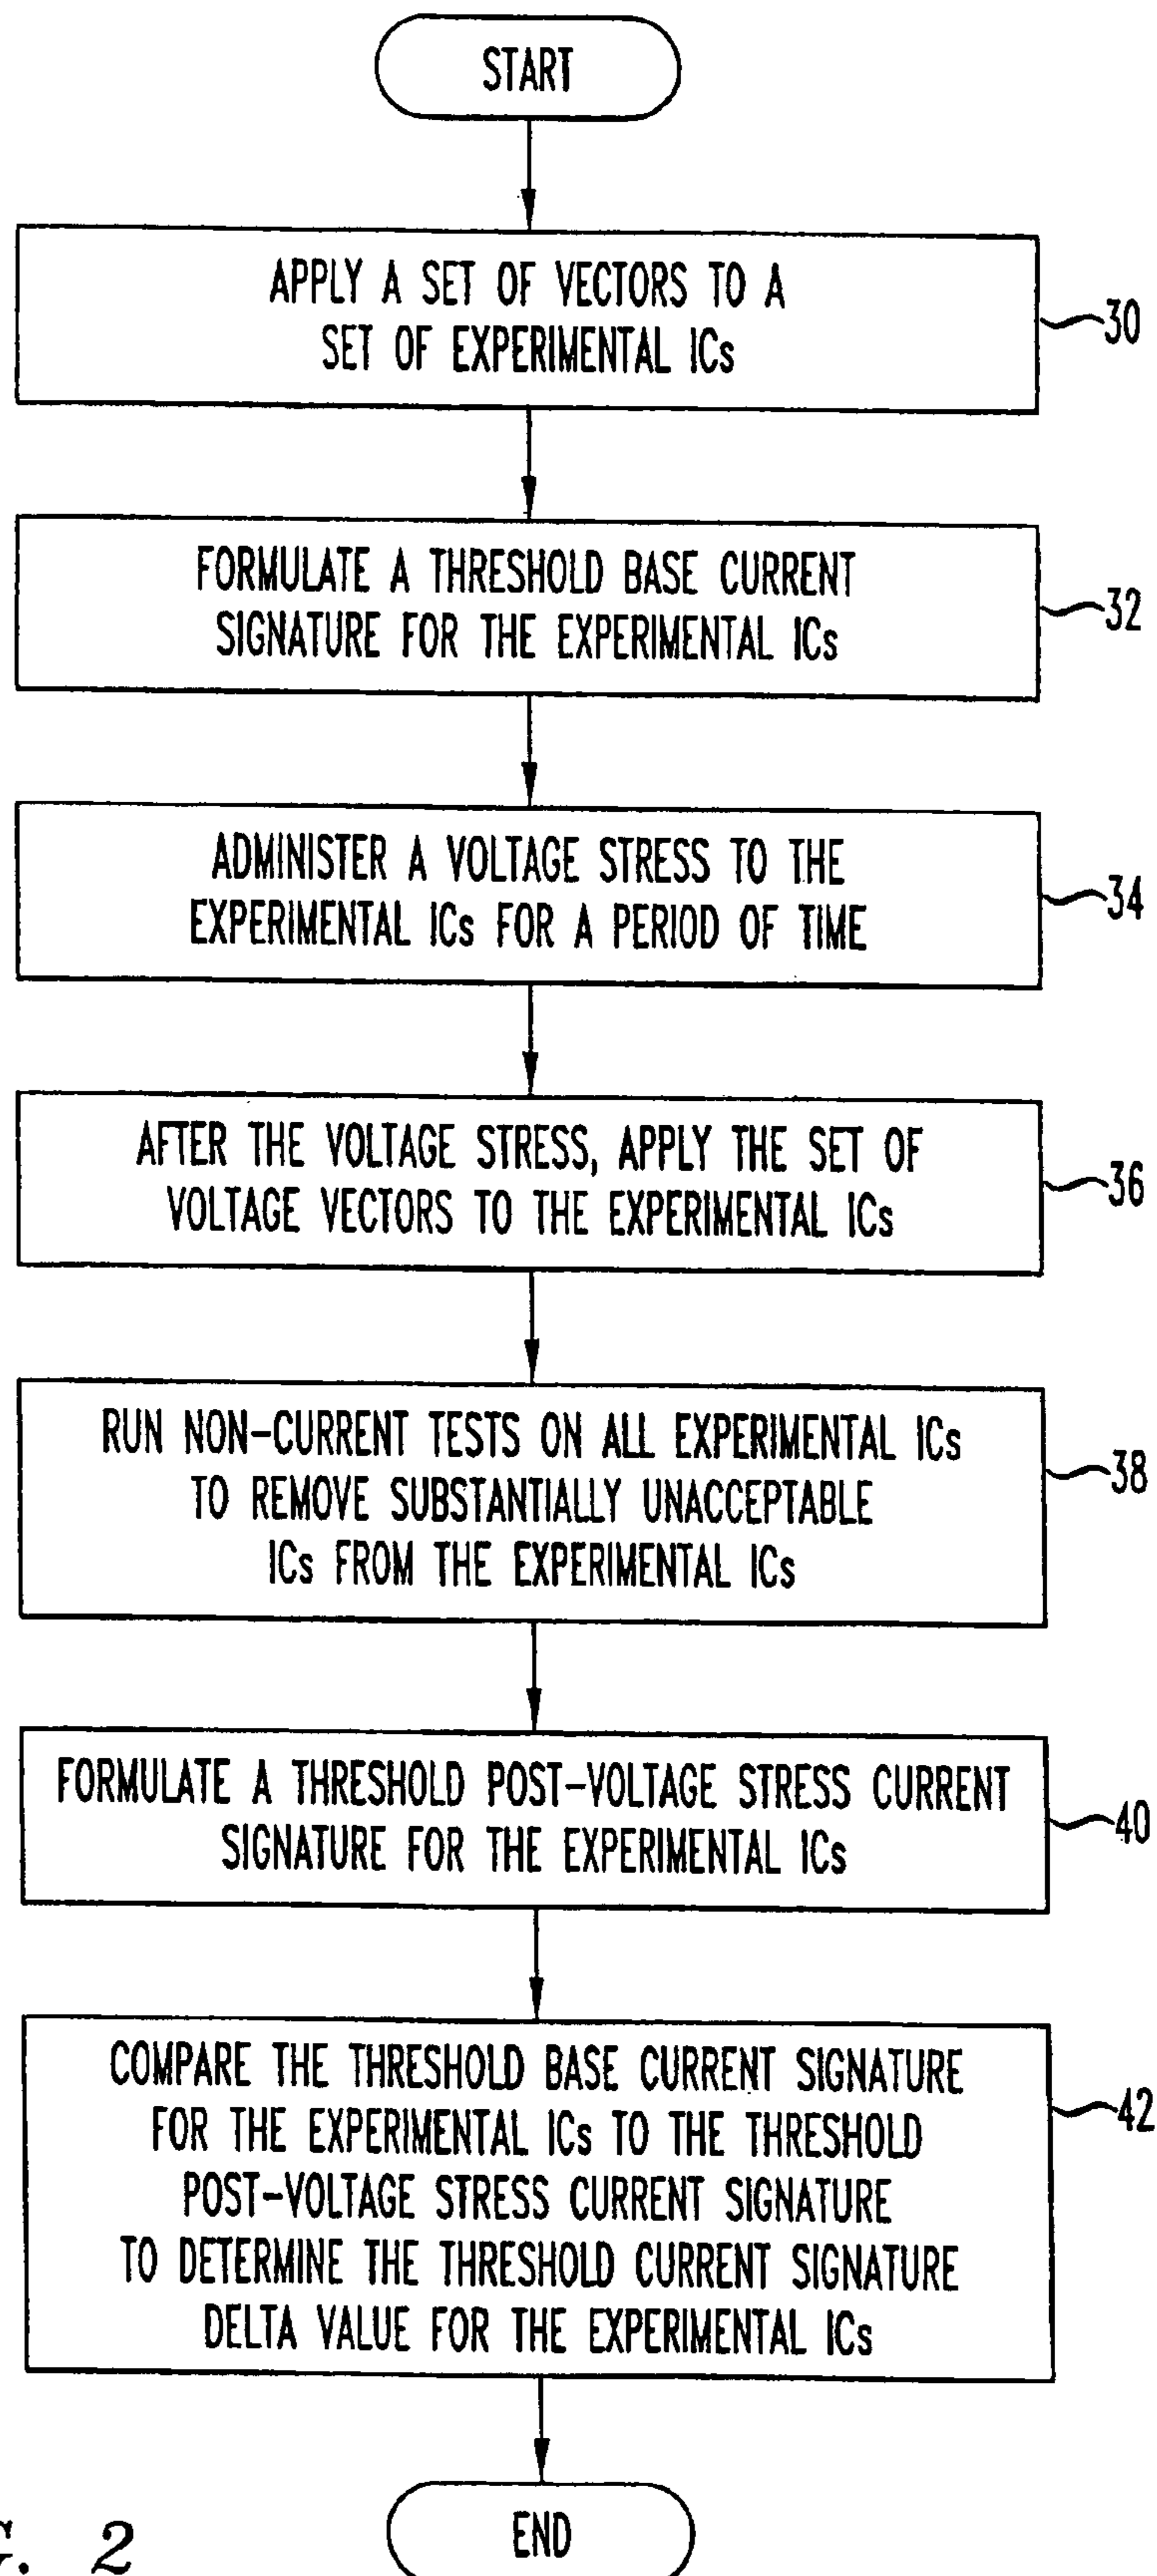 START
APPLY A SET OF VECTORS TO A
SET OF EXPERIMENTAL ICs
30
FORMULATE A THRESHOLD BASE CURRENT
SIGNATURE FOR THE EXPERIMENTAL ICs
32
ADMINISTER A VOLTAGE STRESS TO THE
EXPERIMENTAL ICs FOR A PERIOD OF TIME
34
AFTER THE VOLTAGE STRESS, APPLY THE SET OF
VOLTAGE VECTORS TO THE EXPERIMENTAL ICs
36
RUN NON-CURRENT TESTS ON ALL EXPERIMENTAL ICs
TO REMOVE SUBSTANTIALLY UNACCEPTABLE
ICs FROM THE EXPERIMENTAL ICs
38
FORMULATE A THRESHOLD POST-VOLTAGE STRESS CURRENT
SIGNATURE FOR THE EXPERIMENTAL ICs
40
COMPARE THE THRESHOLD BASE CURRENT SIGNATURE
FOR THE EXPERIMENTAL ICs TO THE THRESHOLD
POST-VOLTAGE STRESS CURRENT SIGNATURE
TO DETERMINE THE THRESHOLD CURRENT SIGNATURE
DELTA VALUE FOR THE EXPERIMENTAL ICs
42
END
G. 2